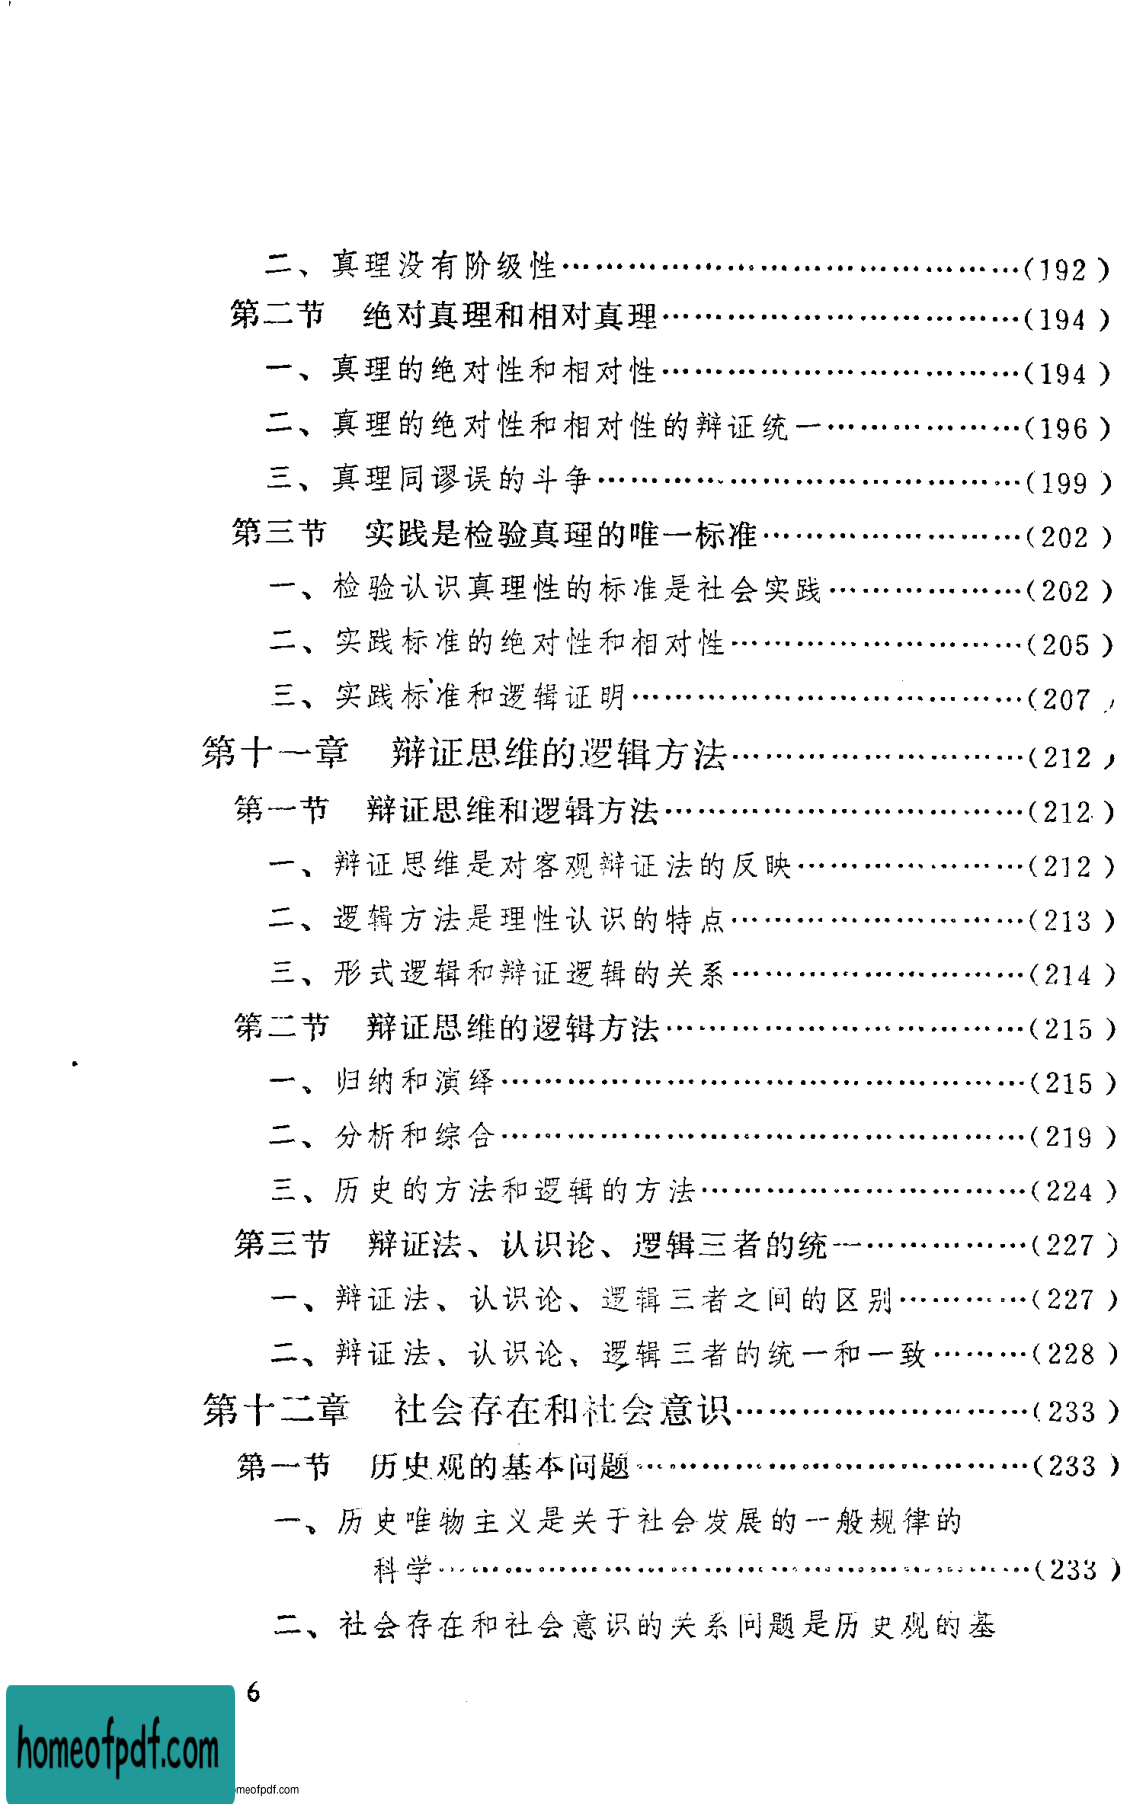 二、真理没有阶级性……………………………………(192)
第二节　绝对真理和相对真理……………………………(194)
一、真理的绝对性和相对性……………………………(194)
二、真理的绝对性和相对性的辩证统一………………(196)
三、真理同谬误的斗争…………………………………(199)
第三节　实践是检验真理的唯一标准……………………(202)
一、检验认识真理性的标准是社会实践………………(202)
二、实践标准的绝对性和相对性………………………(205)
三、实践标准和逻辑证明………………………………(207)
第十一章　辩证思维的逻辑方法………………………(212)
第一节　辩证思维和逻辑方法……………………………(212)
一、辩证思维是对客观辩证法的反映…………………(212)
二、逻辑方法是理性认识的特点………………………(213)
三、形式逻辑和辩证逻辑的关系………………………(214)
第二节　辩证思维的逻辑方法……………………………(215)
一、归纳和演绎…………………………………………(215)
二、分析和综合…………………………………………(219)
三、历史的方法和逻辑的方法…………………………(224)
第三节　辩证法、认识论、逻辑三者的统一……………(227)
一、辩证法、认识论、逻辑三者之间的区别…………(227)
二、辩证法、认识论、逻辑三者的统一和一致………(228)
第十二章　社会存在和社会意识………………………(233)
第一节　历史观的基本问题………………………………(233)
一、历史唯物主义是关于社会发展的一般规律的
科学………………………………………………(233)
二、社会存在和社会意识的关系问题是历史观的基
6
homeofpdf.com
meofpdf.com